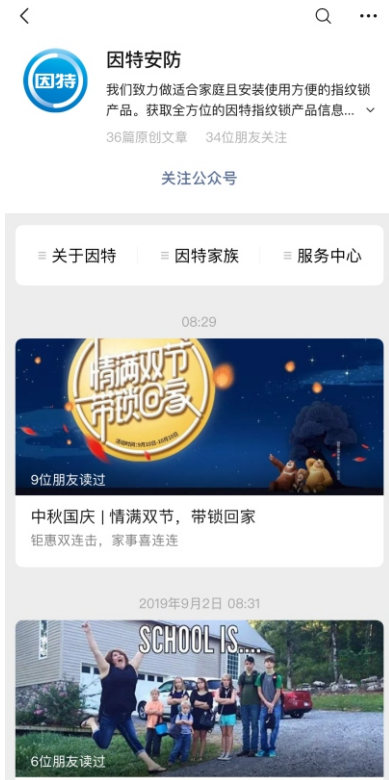 因特安防
因特
我们致力做适合家庭且安装使用方便的指纹锁
产品。获取全方位的因特指纹锁产品信息...
36篇原创文章 34位朋友关注
关注公众号
关于因特 因特家族 服务中心
08:29
情满双节
带锁回家
9位朋友读过
中秋国庆 | 情满双节，带锁回家
钜惠双连击，家事喜连连
2019年9月2日 08:31
SCHOOL IS....
6位朋友读过